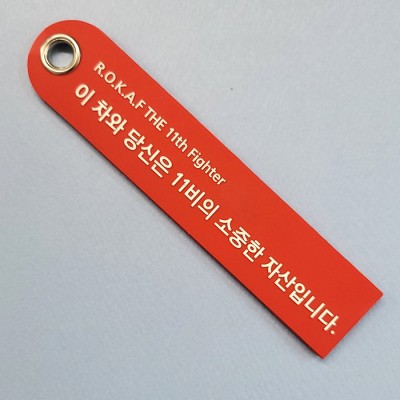 R.O.K.A.F THE 11th Fighter
이 차와 당신은 11비의 소중한 자산입니다.